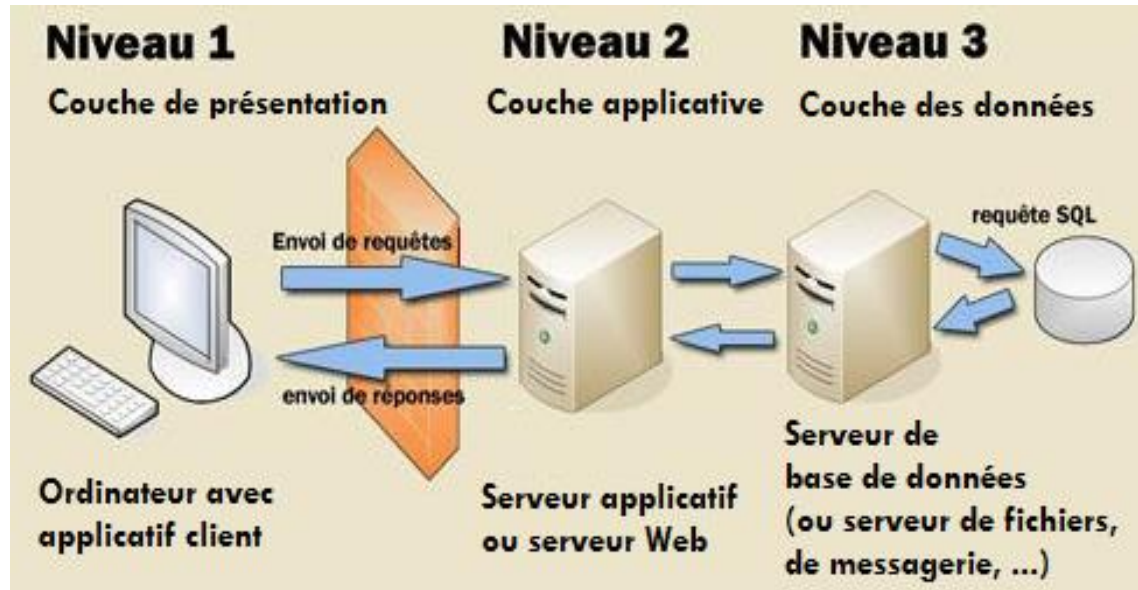 Niveau 1
Niveau 2
Niveau 3
Couche de présentation
Couche applicative
Couche des données
Envoi de requêtes
envoi de réponses
requête SQL
Ordinateur avec
applicatif client
Serveur applicatif
ou serveur Web
Serveur de
base de données
(ou serveur de fichiers,
de messagerie, ...)